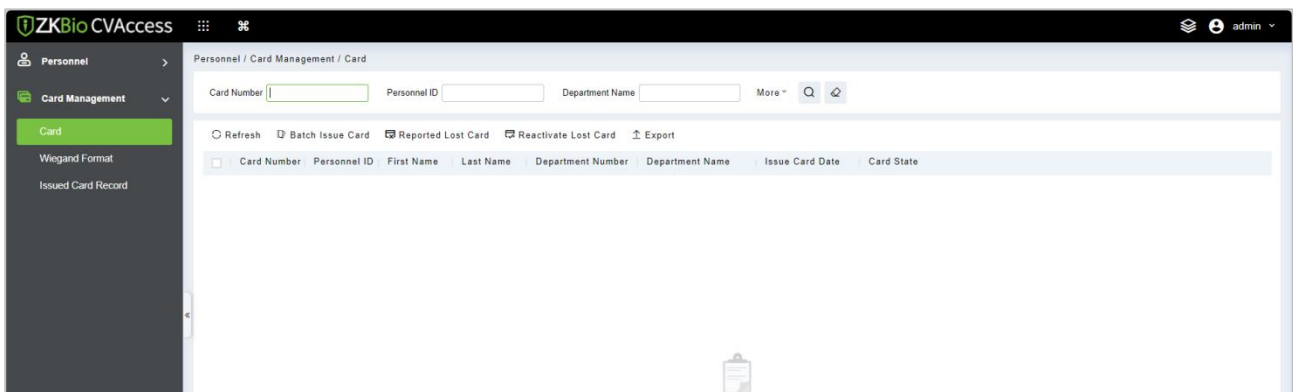 ZKBio CVAccess
admin
Personnel
Personnel / Card Management / Card
Card Management
Card Number Personnel ID Department Name More
Card
Refresh Batch Issue Card Reported Lost Card Reactivate Lost Card Export
Wiegand Format
Card Number Personnel ID First Name Last Name Department Number Department Name Issue Card Date Card State
Issued Card Record